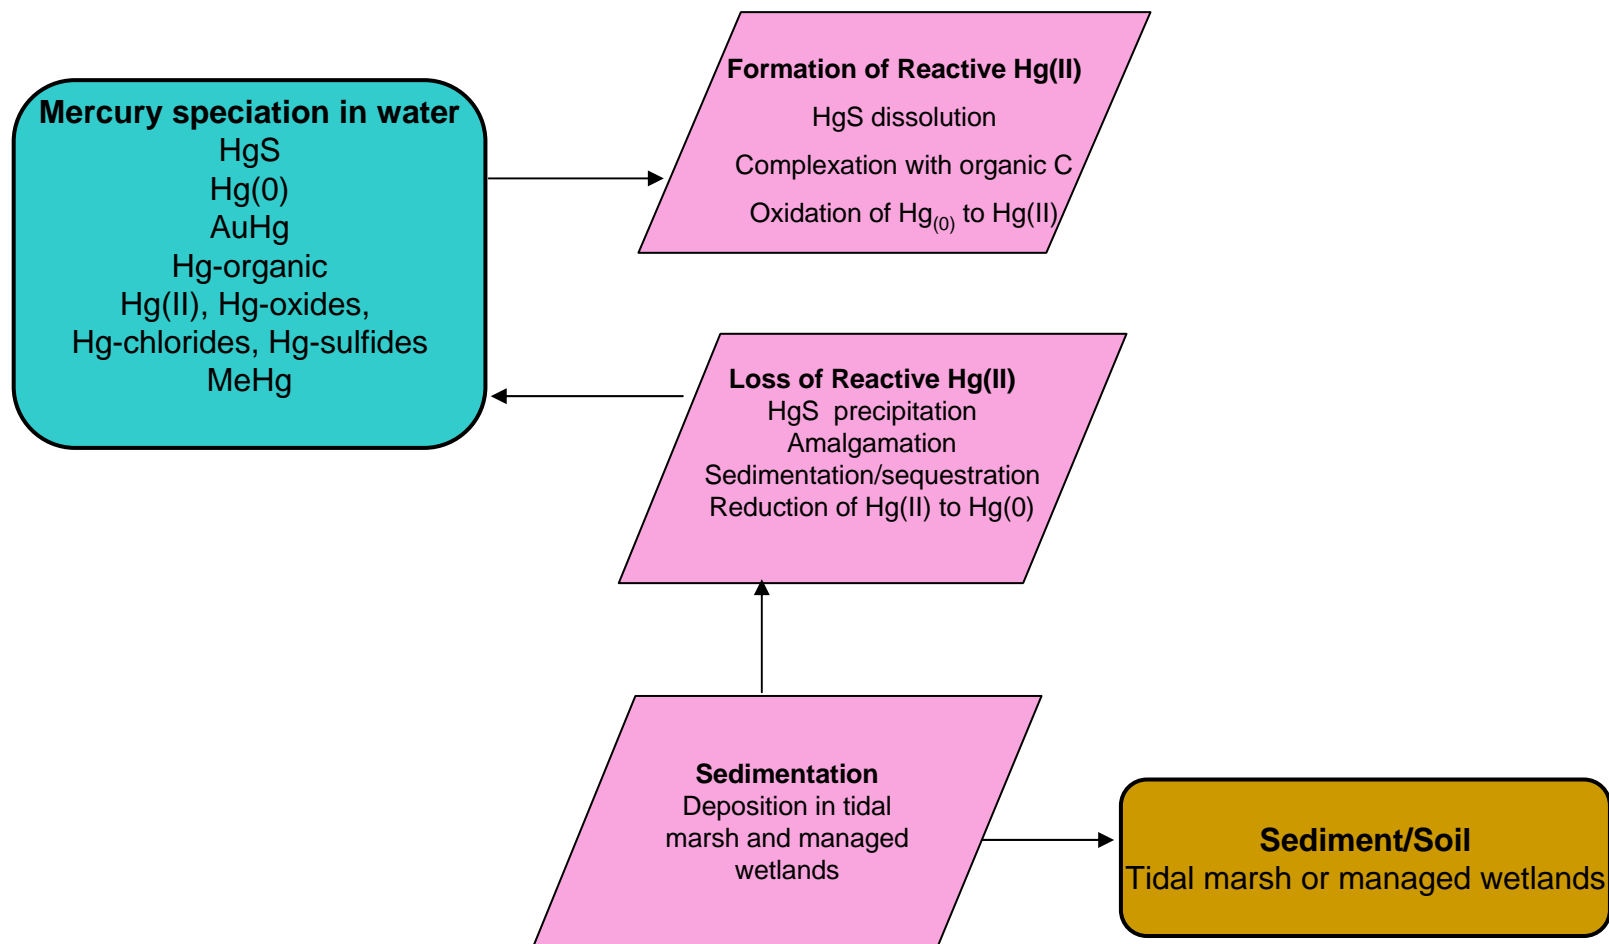 Mercury speciation in water
HgS
Hg(0)
AuHg
Hg-organic
Hg(II), Hg-oxides,
Hg-chlorides, Hg-sulfides
MeHg
Formation of Reactive Hg(II)
HgS dissolution
Complexation with organic C
Oxidation of Hg(0) to Hg(II)
Loss of Reactive Hg(II)
HgS precipitation
Amalgamation
Sedimentation/sequestration
Reduction of Hg(II) to Hg(0)
Sedimentation
Deposition in tidal
marsh and managed
wetlands
Sediment/Soil
Tidal marsh or managed wetlands